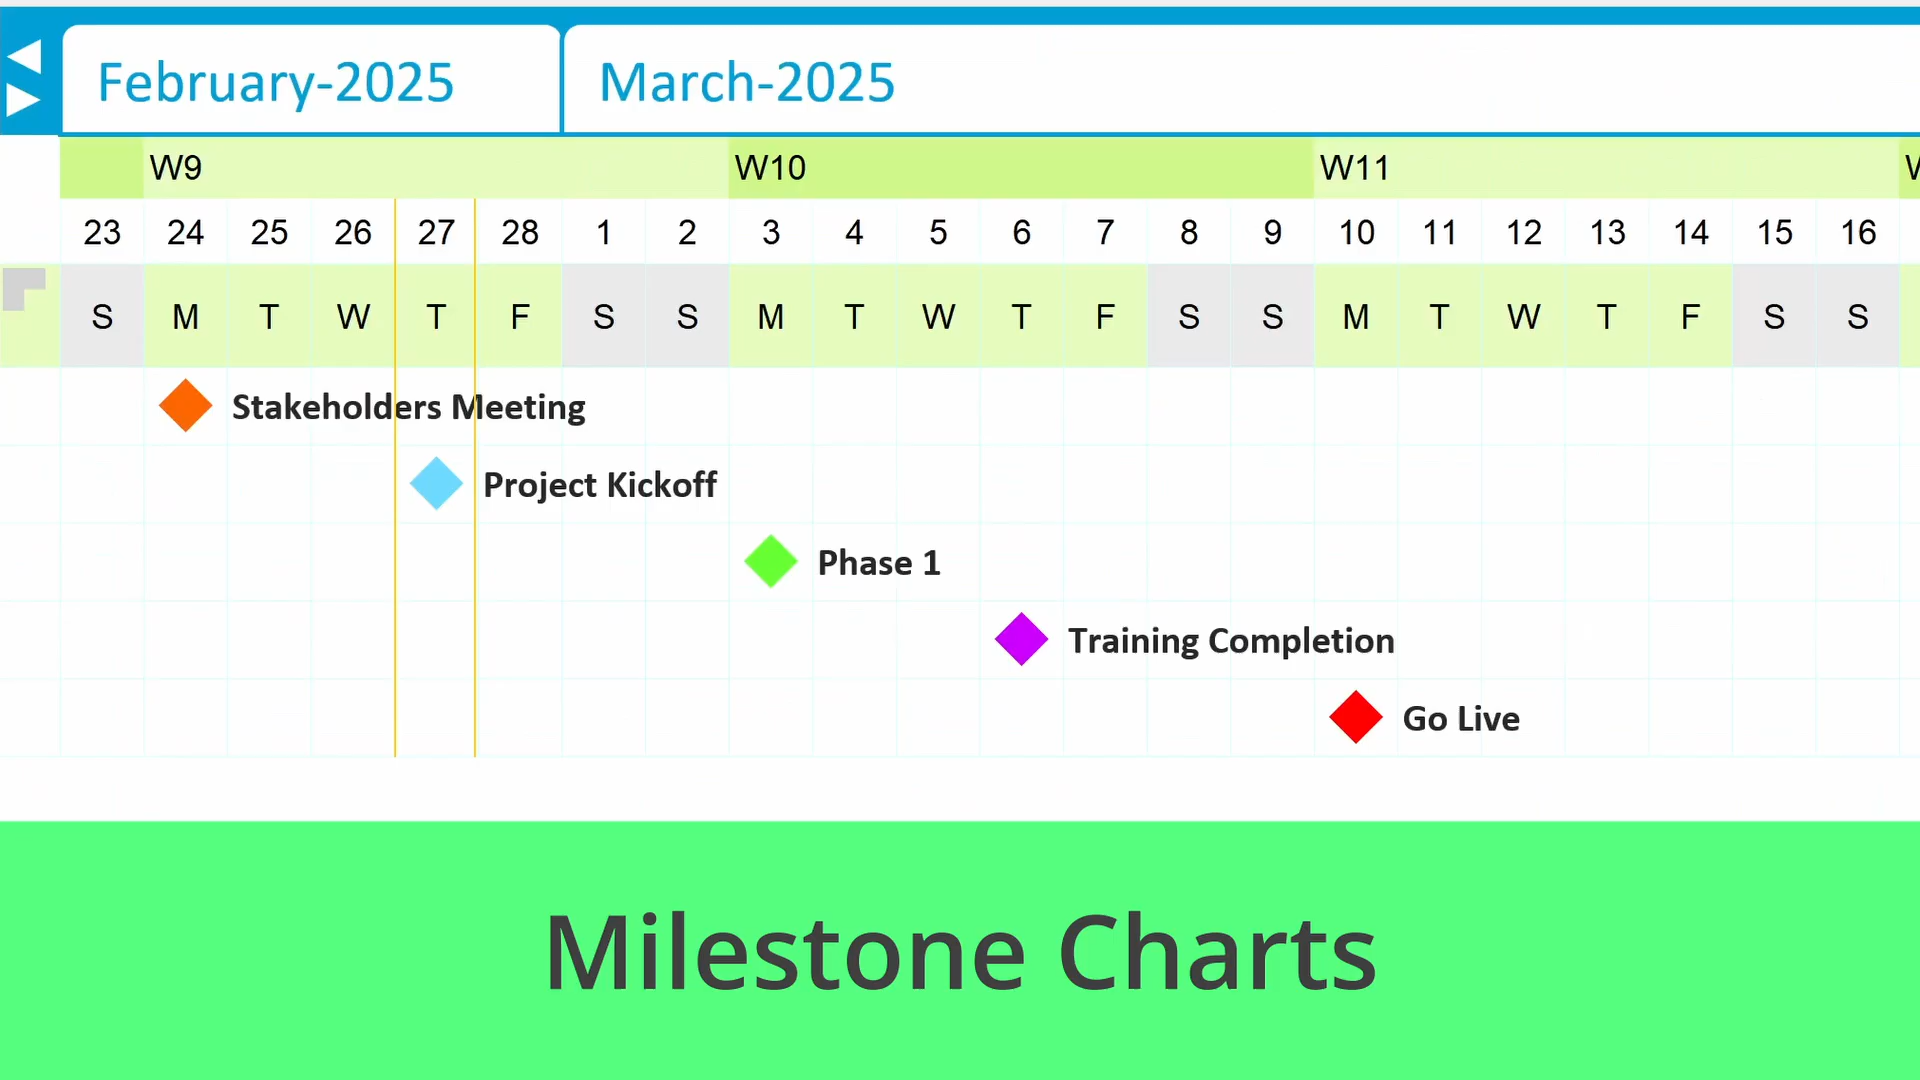 February-2025 March-2025
W9 W10 W11
23 24 25 26 27 28 1 2 3 4 5 6 7 8 9 10 11 12 13 14 15 16
S M T W T F S S M T W T F S S M T W T F S S
Stakeholders Meeting
Project Kickoff
Phase 1
Training Completion
Go Live
Milestone Charts